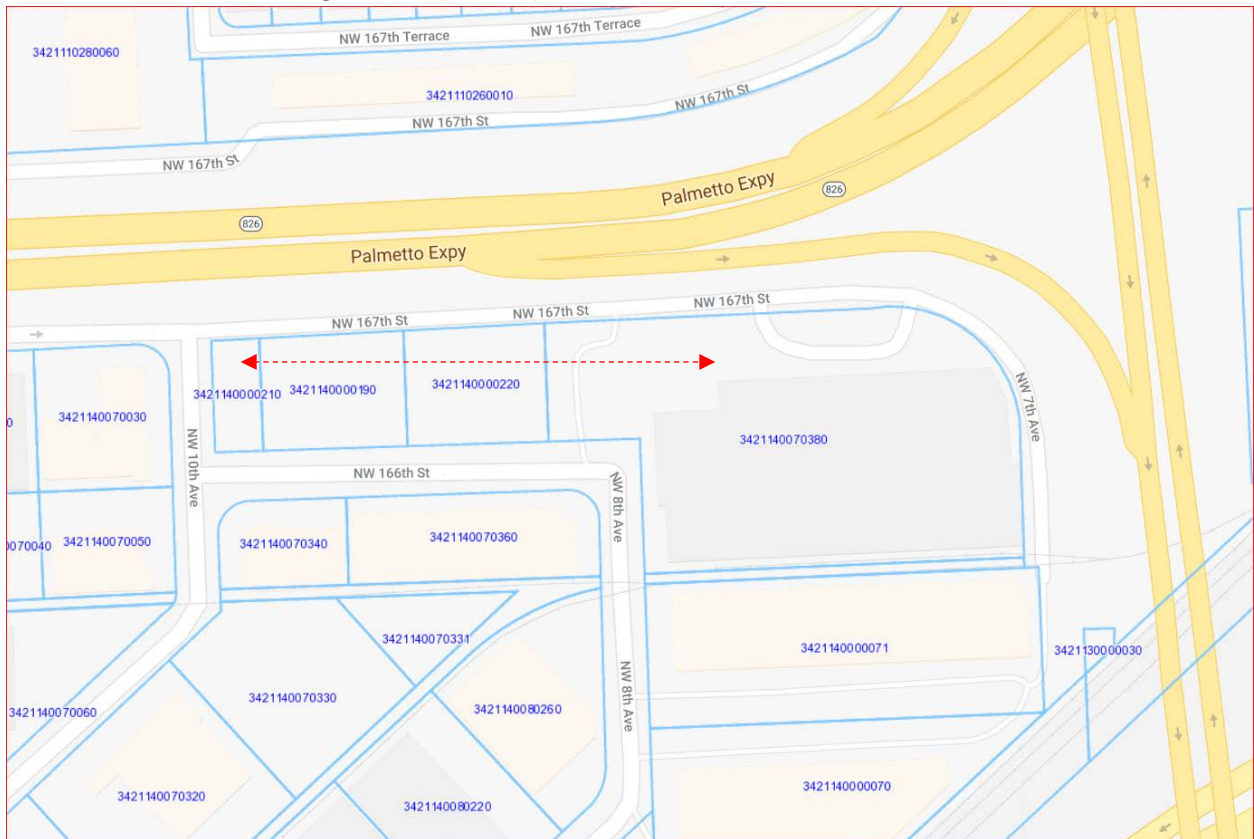 NW 167th Terrace
NW 167th Terrace
3421110280060
3421110260010
NW 167th St
NW 167th St
NW 167th St
Palmetto Expy
826
826
Palmetto Expy
NW 167th St
NW 167th St
NW 167th St
3421140000210
3421140000190
3421140000220
NW 7th Ave
0
3421140070030
3421140070380
NW 10th Ave
NW 166th St
NW 8th Ave
070040
3421140070050
3421140070340
3421140070360
3421140070331
3421140000071
3421130000030
3421140070330
NW 8th Ave
3421140070060
3421140080260
3421140070320
3421140080220
3421140000070